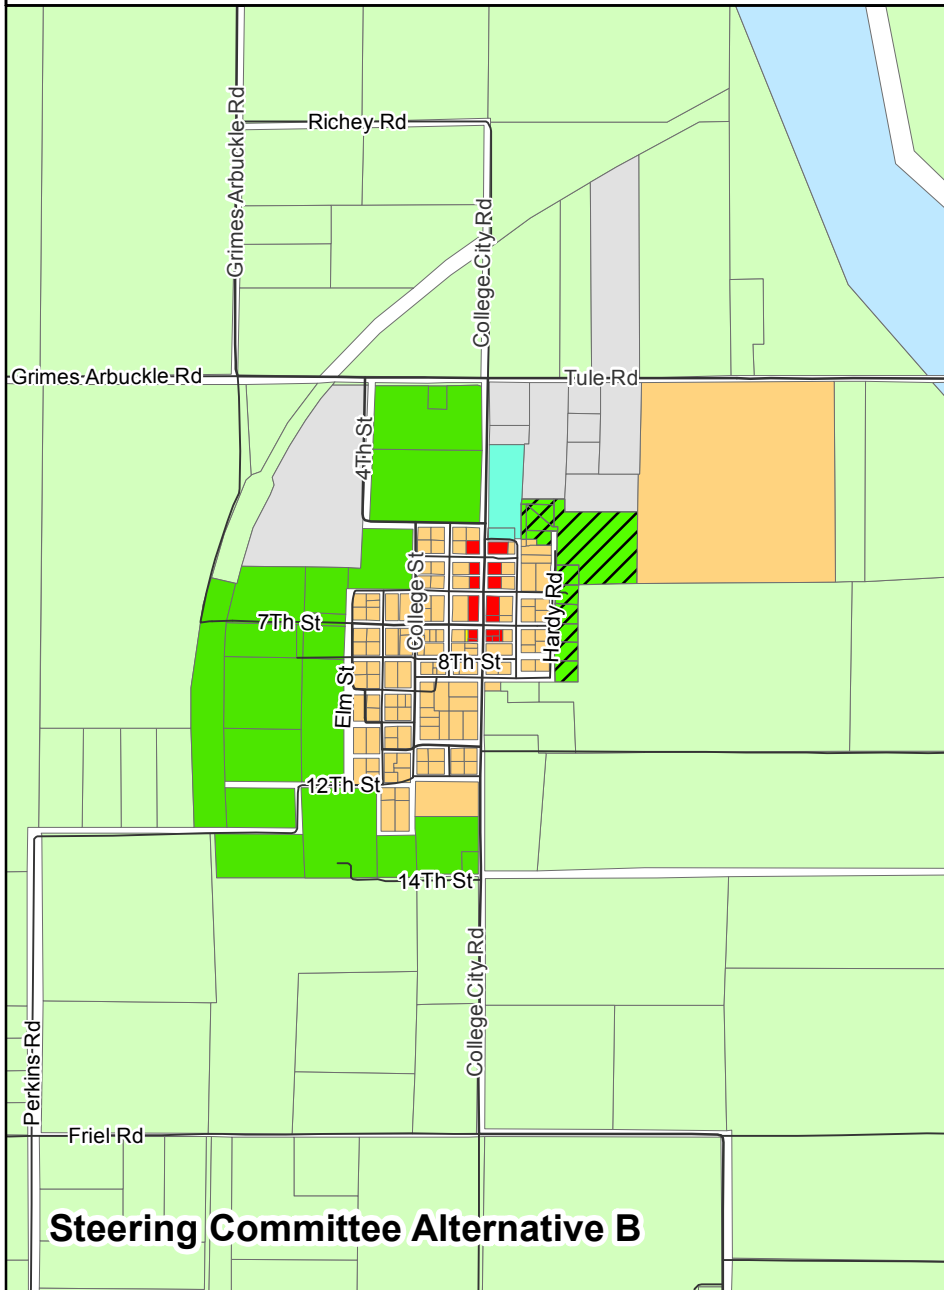 Grimes Arbuckle Rd
Richey Rd
College City Rd
Grimes Arbuckle Rd
Tule Rd
4Th St
College St
7Th St
Hardy Rd
8Th St
Elm St
12Th St
14Th St
College City Rd
Perkins Rd
Friel Rd
Steering Committee Alternative B